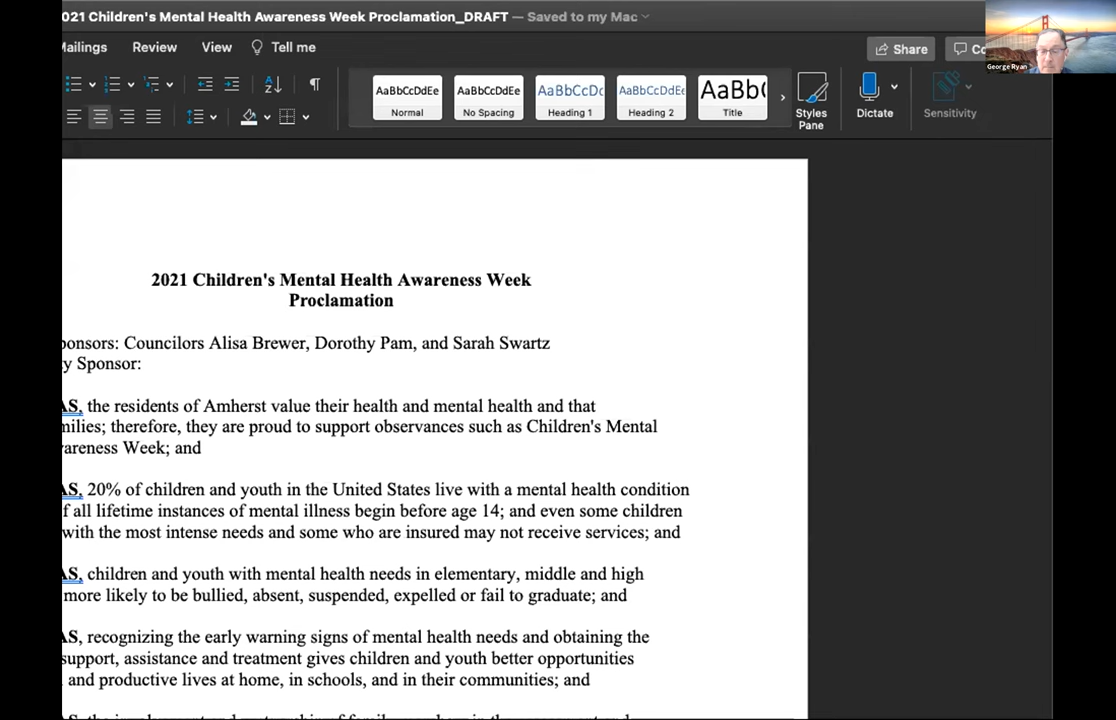 021 Children's Mental Health Awareness Week Proclamation_DRAFT — Saved to my Mac
Mailings Review View Tell me
Share
George Ryan
AaBbCcDdEe AaBbCcDdEe AaBbCcDc AaBbCcDdEe AaBb(
Normal No Spacing Heading 1 Heading 2 Title
Styles Pane
Dictate
Sensitivity
2021 Children's Mental Health Awareness Week
Proclamation
ponsors: Councilors Alisa Brewer, Dorothy Pam, and Sarah Swartz
y Sponsor:
AS, the residents of Amherst value their health and mental health and that
milies; therefore, they are proud to support observances such as Children's Mental
wareness Week; and
AS, 20% of children and youth in the United States live with a mental health condition
f all lifetime instances of mental illness begin before age 14; and even some children
with the most intense needs and some who are insured may not receive services; and
AS, children and youth with mental health needs in elementary, middle and high
more likely to be bullied, absent, suspended, expelled or fail to graduate; and
AS, recognizing the early warning signs of mental health needs and obtaining the
support, assistance and treatment gives children and youth better opportunities
and productive lives at home, in schools, and in their communities; and